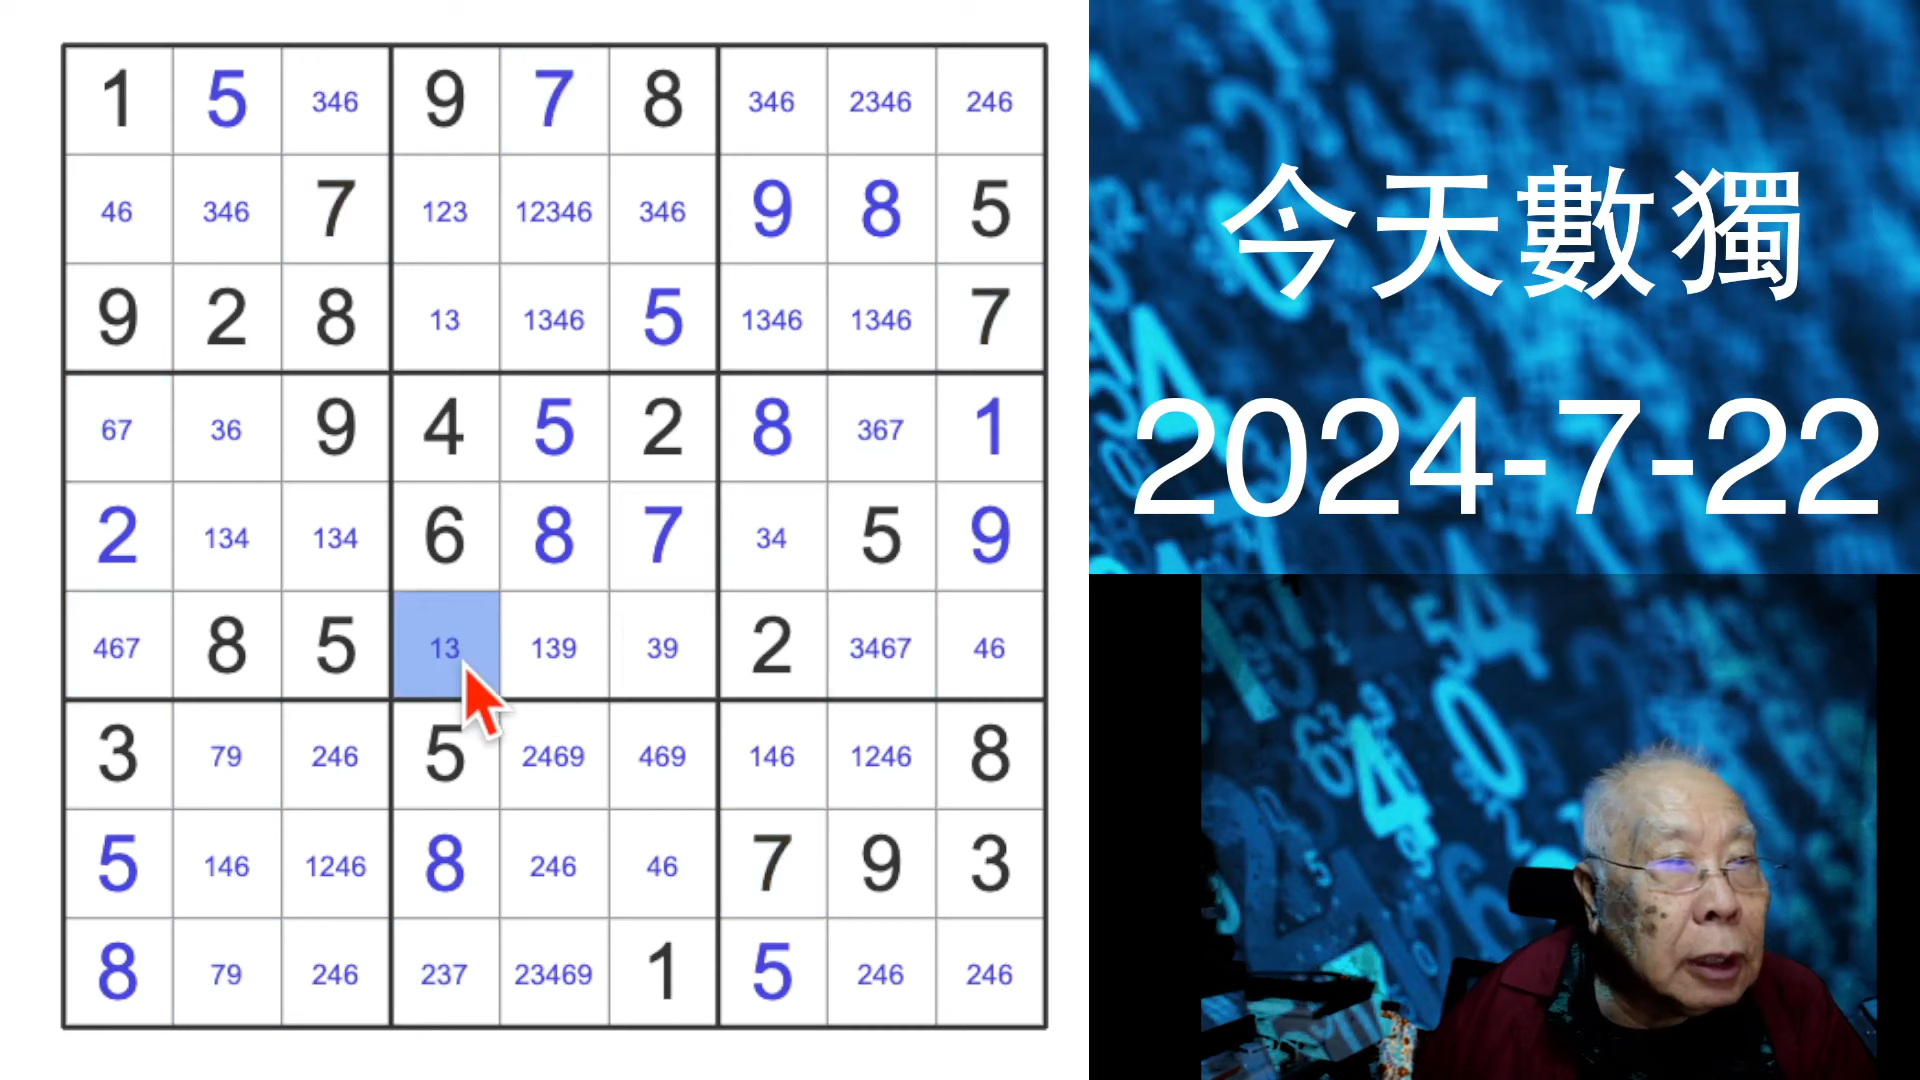 1 5 346 9 7 8 346 2346 246
46 346 7 123 12346 346 9 8 5
9 2 8 13 1346 5 1346 1346 7
67 36 9 4 5 2 8 367 1
2 134 134 6 8 7 34 5 9
467 8 5 13 139 39 2 3467 46
3 79 246 5 2469 469 146 1246 8
5 146 1246 8 246 46 7 9 3
8 79 246 237 23469 1 5 246 246
今天數獨
2024-7-22